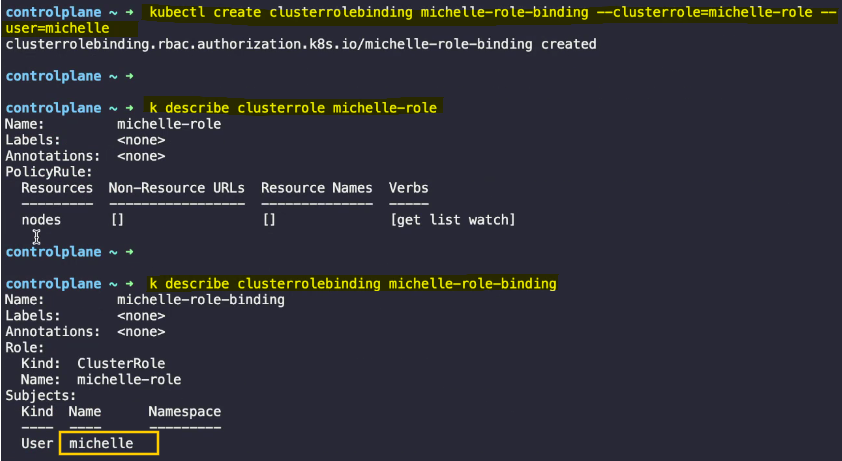 controlplane ~ ➜  kubectl create clusterrolebinding michelle-role-binding --clusterrole=michelle-role --
user=michelle
clusterrolebinding.rbac.authorization.k8s.io/michelle-role-binding created
controlplane ~ ➜
controlplane ~ ➜  k describe clusterrole michelle-role
Name:         michelle-role
Labels:       <none>
Annotations:  <none>
PolicyRule:
  Resources  Non-Resource URLs  Resource Names  Verbs
  ---------  -----------------  --------------  -----
  nodes      []                 []              [get list watch]
controlplane ~ ➜
controlplane ~ ➜  k describe clusterrolebinding michelle-role-binding
Name:         michelle-role-binding
Labels:       <none>
Annotations:  <none>
Role:
  Kind:  ClusterRole
  Name:  michelle-role
Subjects:
  Kind  Name      Namespace
  ----  ----      ---------
  User  michelle